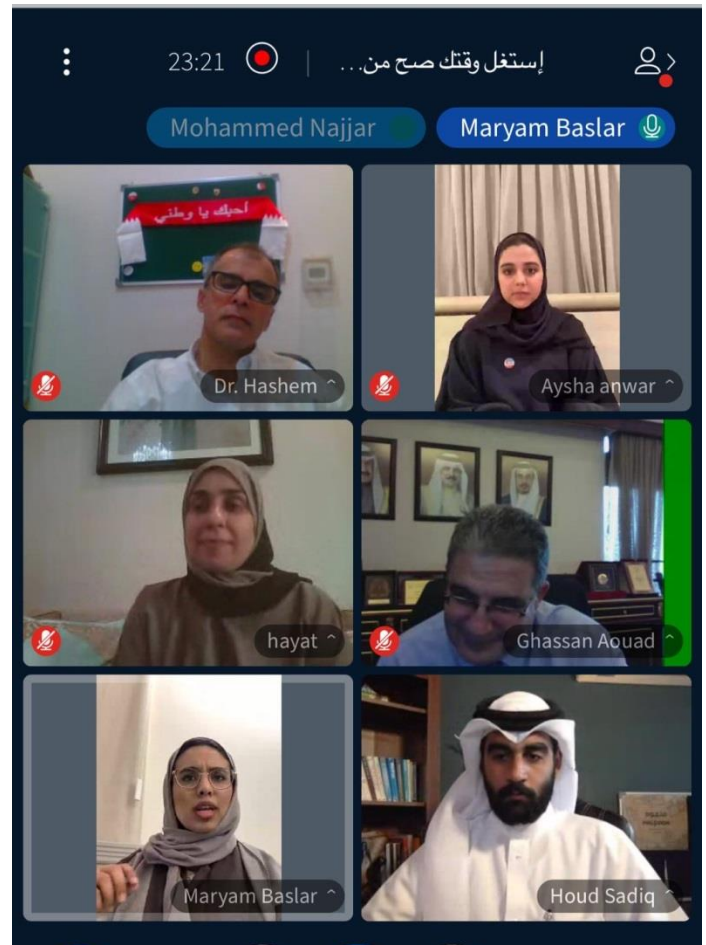 إستغل وقتك صح من...
23:21
Mohammed Najjar
Maryam Baslar
أحبك يا وطني
Dr. Hashem
Aysha anwar
hayat
Ghassan Aouad
Maryam Baslar
Houd Sadiq